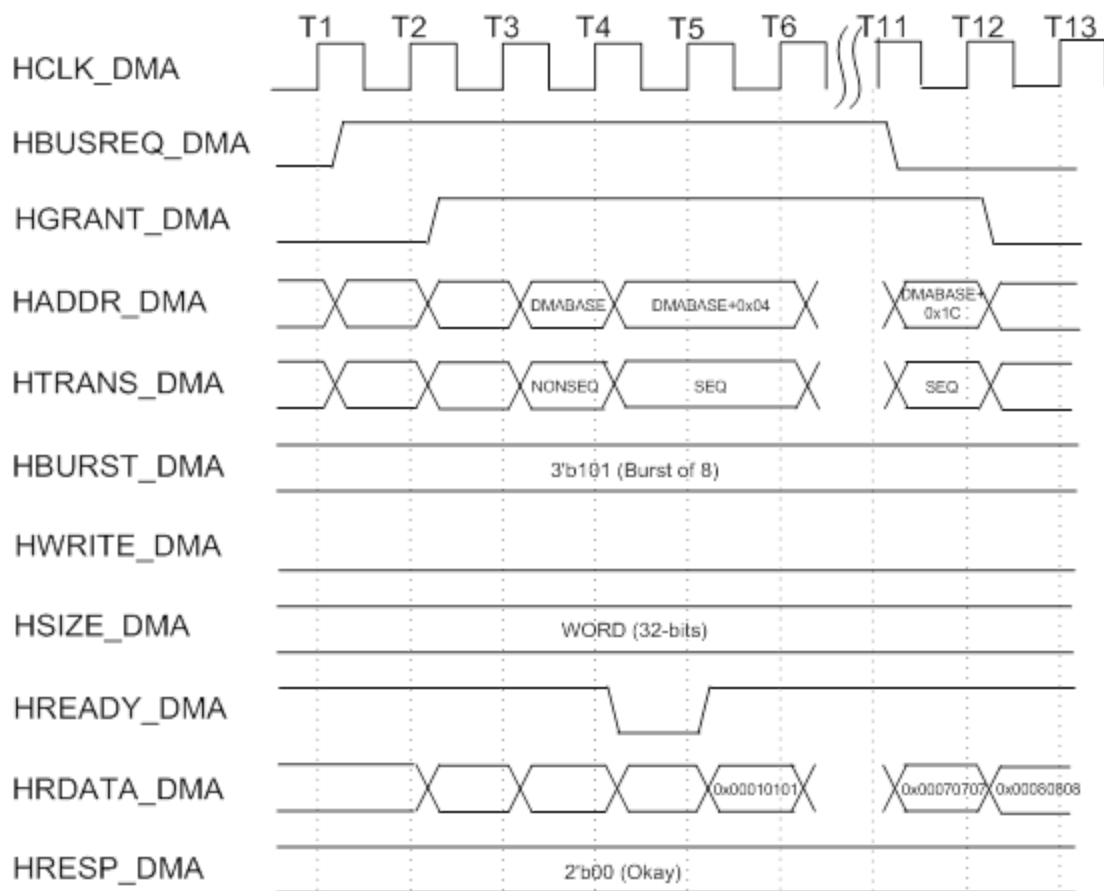 T1 T2 T3 T4 T5 T6 T11 T12 T13
HCLK_DMA
HBUSREQ_DMA
HGRANT_DMA
HADDR_DMA DMABASE DMABASE+0x04 DMABASE+
0x1C
HTRANS_DMA NONSEQ SEQ SEQ
HBURST_DMA 3'b101 (Burst of 8)
HWRITE_DMA
HSIZE_DMA WORD (32-bits)
HREADY_DMA
HRDATA_DMA 0x00010101 0x00070707 0x00080808
HRESP_DMA 2'b00 (Okay)